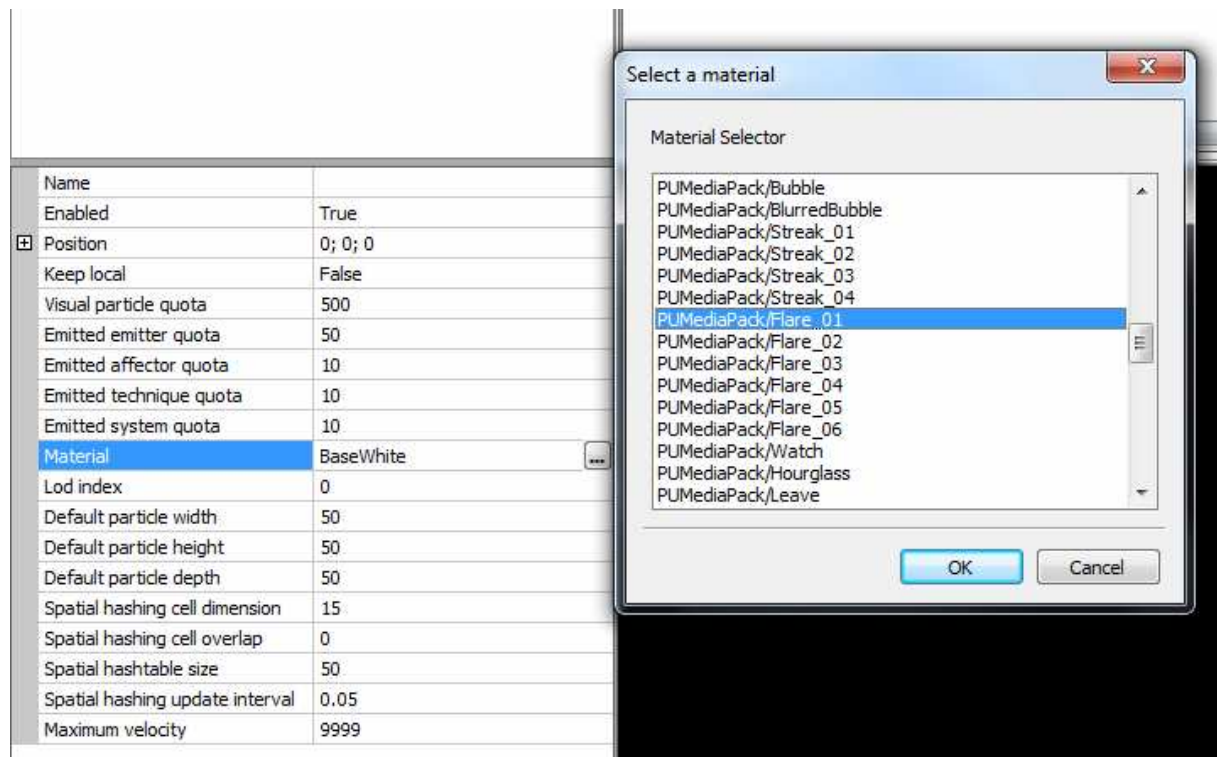 Select a material
Material Selector
PUMediaPack/Bubble
PUMediaPack/BlurredBubble
PUMediaPack/Streak_01
PUMediaPack/Streak_02
PUMediaPack/Streak_03
PUMediaPack/Streak_04
PUMediaPack/Flare_01
PUMediaPack/Flare_02
PUMediaPack/Flare_03
PUMediaPack/Flare_04
PUMediaPack/Flare_05
PUMediaPack/Flare_06
PUMediaPack/Watch
PUMediaPack/Hourglass
PUMediaPack/Leave
OK Cancel
Name
Enabled True
Position 0; 0; 0
Keep local False
Visual particle quota 500
Emitted emitter quota 50
Emitted affector quota 10
Emitted technique quota 10
Emitted system quota 10
Material BaseWhite ...
Lod index 0
Default particle width 50
Default particle height 50
Default particle depth 50
Spatial hashing cell dimension 15
Spatial hashing cell overlap 0
Spatial hashtable size 50
Spatial hashing update interval 0.05
Maximum velocity 9999